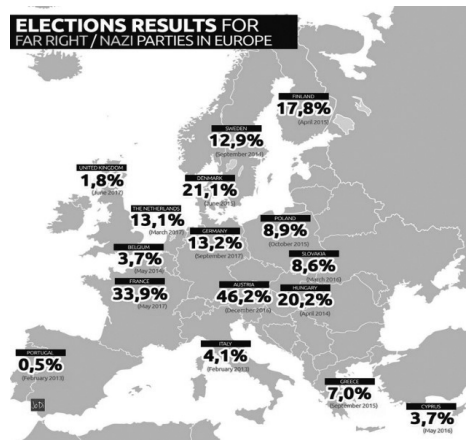 ELECTIONS RESULTS FOR
FAR RIGHT / NAZI PARTIES IN EUROPE
FINLAND
17,8%
(April 2015)
SWEDEN
12,9%
(September 2014)
UNITED KINGDOM
1,8%
(June 2017)
DENMARK
21,1%
(June 2015)
THE NETHERLANDS
13,1%
(March 2017)
GERMANY
13,2%
(September 2017)
POLAND
8,9%
(October 2015)
BELGIUM
3,7%
(May 2014)
SLOVAKIA
8,6%
(March 2016)
FRANCE
33,9%
(May 2017)
AUSTRIA
46,2%
(December 2016)
HUNGARY
20,2%
(April 2014)
ITALY
4,1%
(February 2013)
PORTUGAL
0,5%
(February 2013)
GREECE
7,0%
(September 2015)
CYPRUS
3,7%
(May 2016)